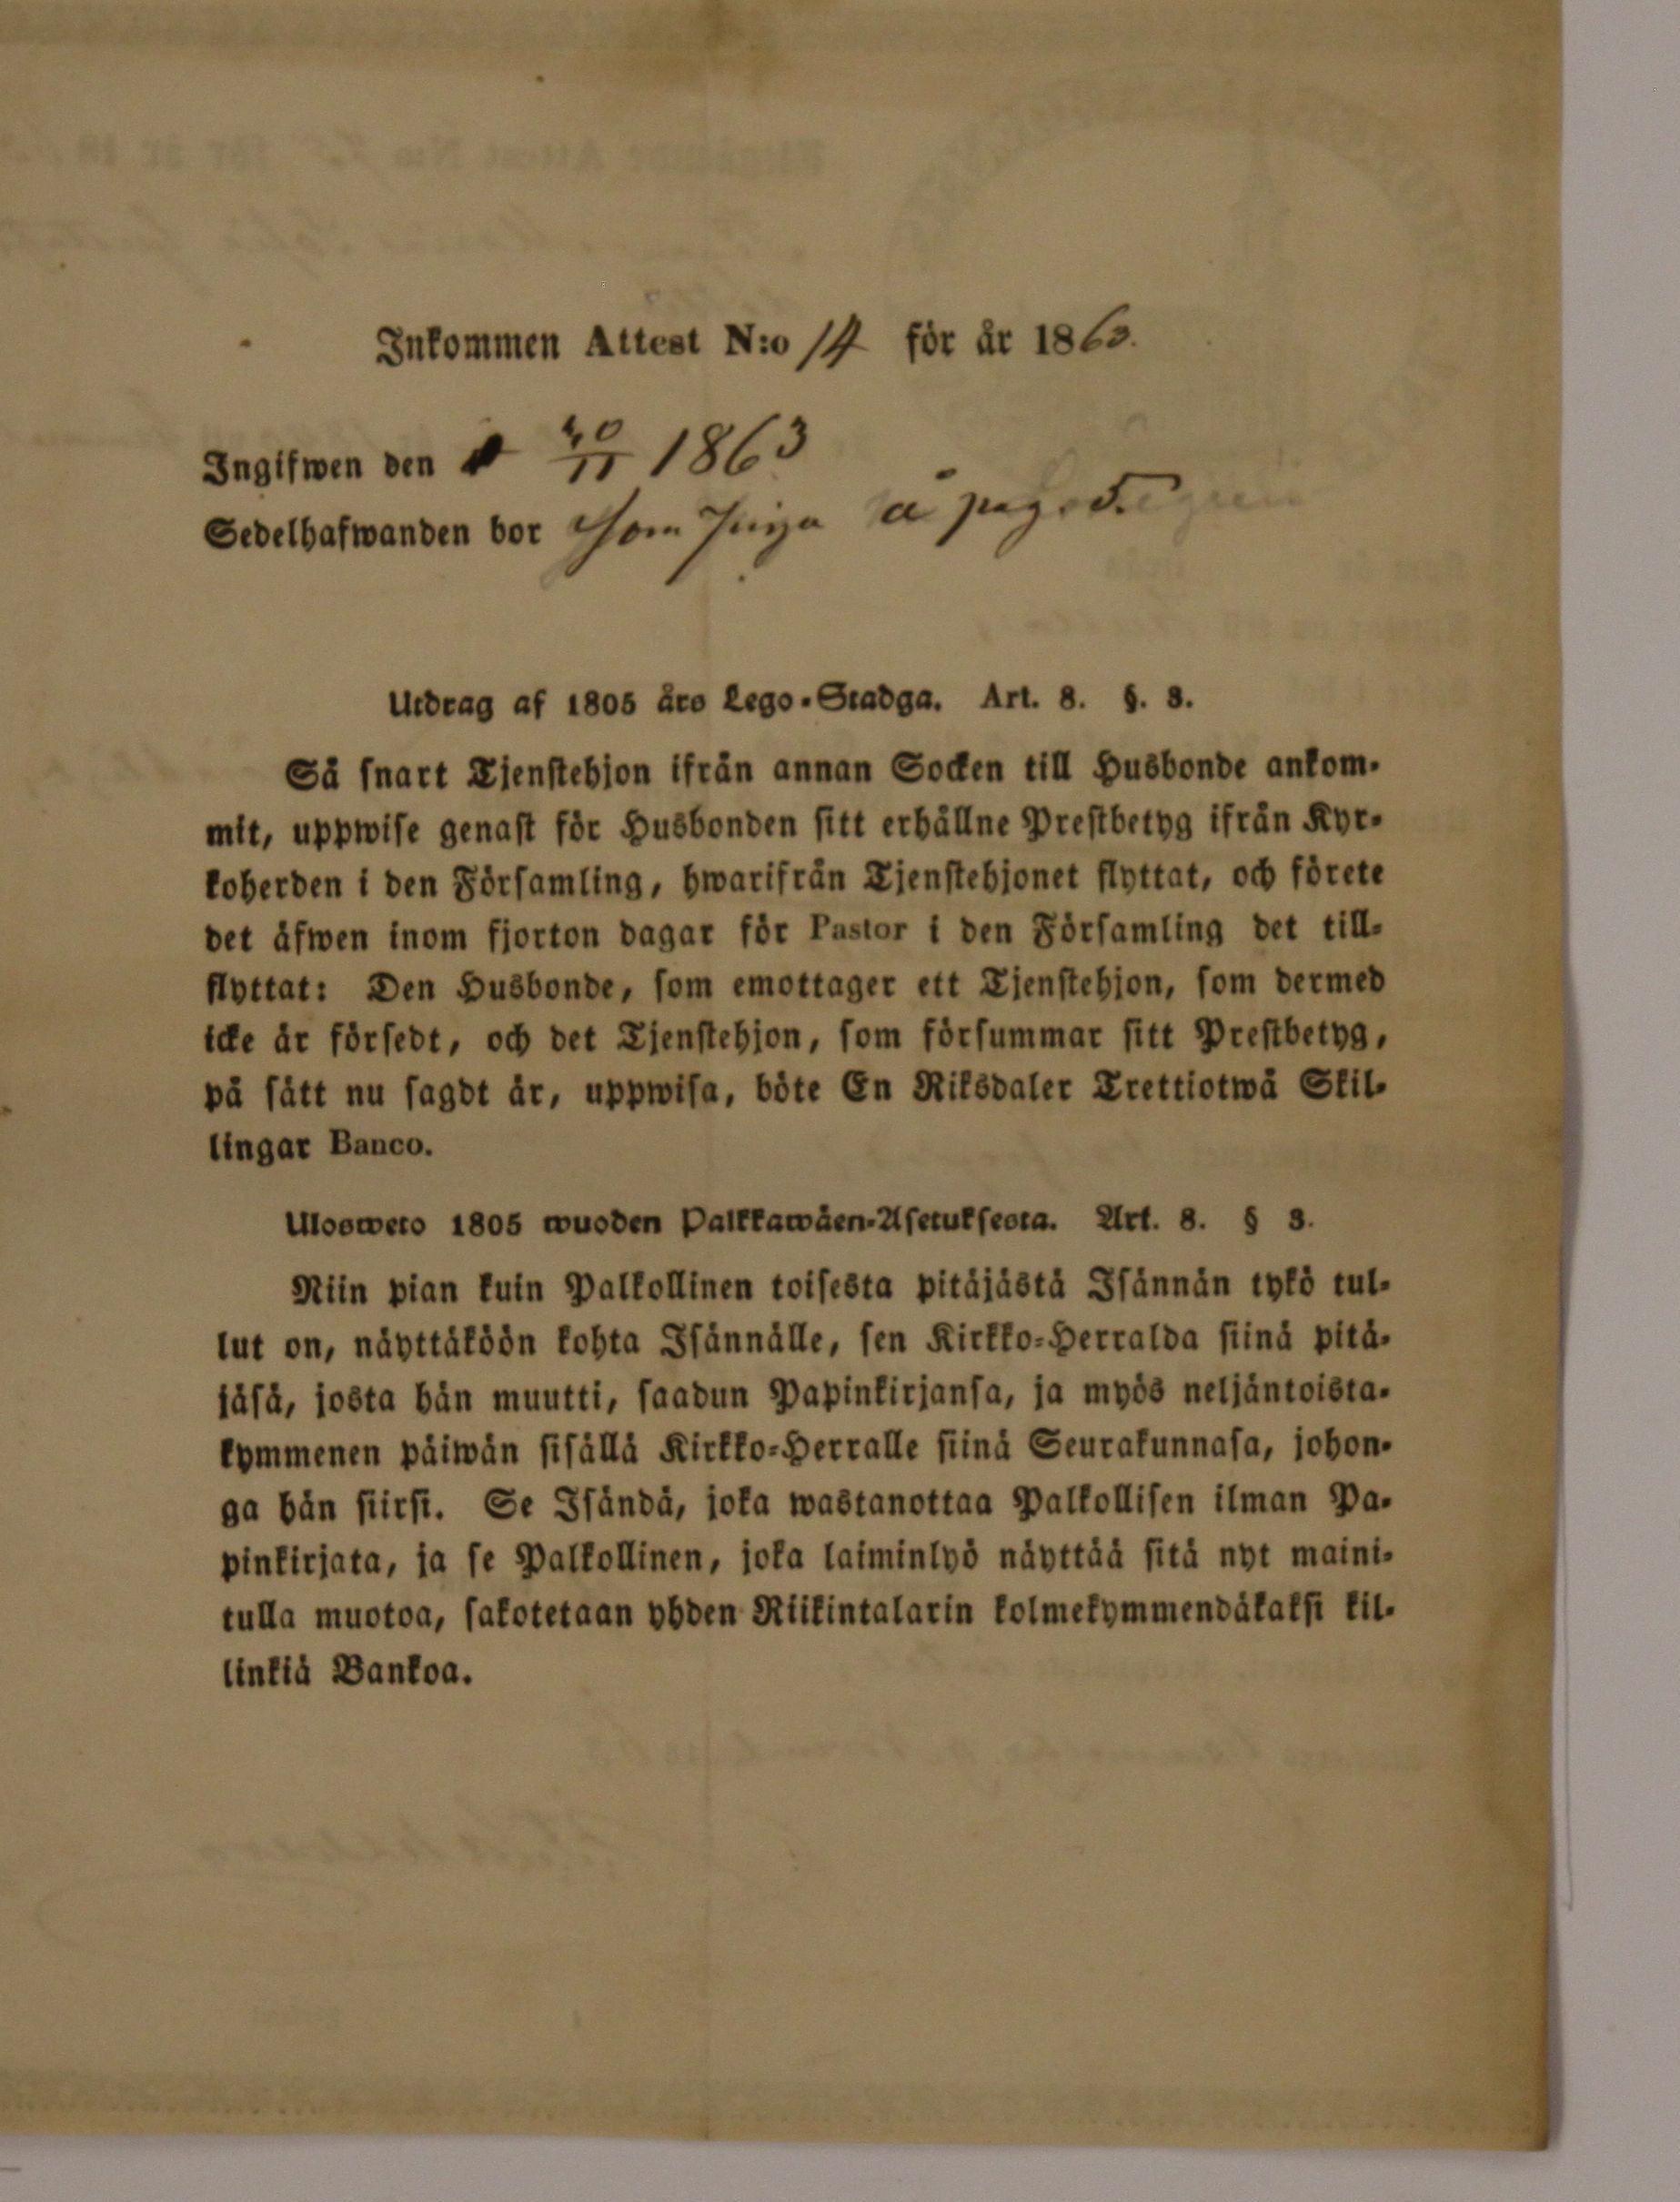 Inkommen Attest N:o 14 för år 1863.
Ingifwen den 30/11 1863
Sedelhafwanden bor som piga å pag. 5.
Utdrag af 1805 års Lego-Stadga. Art. 8. §. 3.
Så snart Tjenstehjon ifrån annan Socken till Husbonde ankom-
mit, uppwise genast för Husbonden sitt erhållne Prestbetyg ifrån Kyr-
koherden i den Församling, hwarifrån Tjenstehjonet flyttat, och förete
det äfwen inom fjorton dagar för Pastor i den Församling det till-
flyttat: Den Husbonde, som emottager ett Tjenstehjon, som dermed
icke är försedt, och det Tjenstehjon, som försummar sitt Prestbetyg,
på sätt nu sagdt är, uppwisa, böte En Riksdaler Trettiotwå Skil-
lingar Banco.
Ulosweto 1805 wuoden Palkkawäen-Asetuksesta. Art. 8. § 3.
Niin pian kuin Palkollinen toisesta pitäjästä Isännän tykö tul-
lut on, näyttäköön kohta Isännälle, sen Kirkko-Herralda siinä pitä-
jäsä, josta hän muutti, saadun Papinkirjansa, ja myös neljäntoista-
kymmenen päiwän sisällä Kirkko-Herralle siinä Seurakunnasa, johon-
ga hän siirsi. Se Isändä, joka wastanottaa Palkollisen ilman Pa-
pinkirjata, ja se Palkollinen, joka laiminlyö näyttää sitä nyt maini-
tulla muotoa, sakotetaan yhden Riikintalarin kolmekymmendäkaksi kil-
linkiä Bankoa.